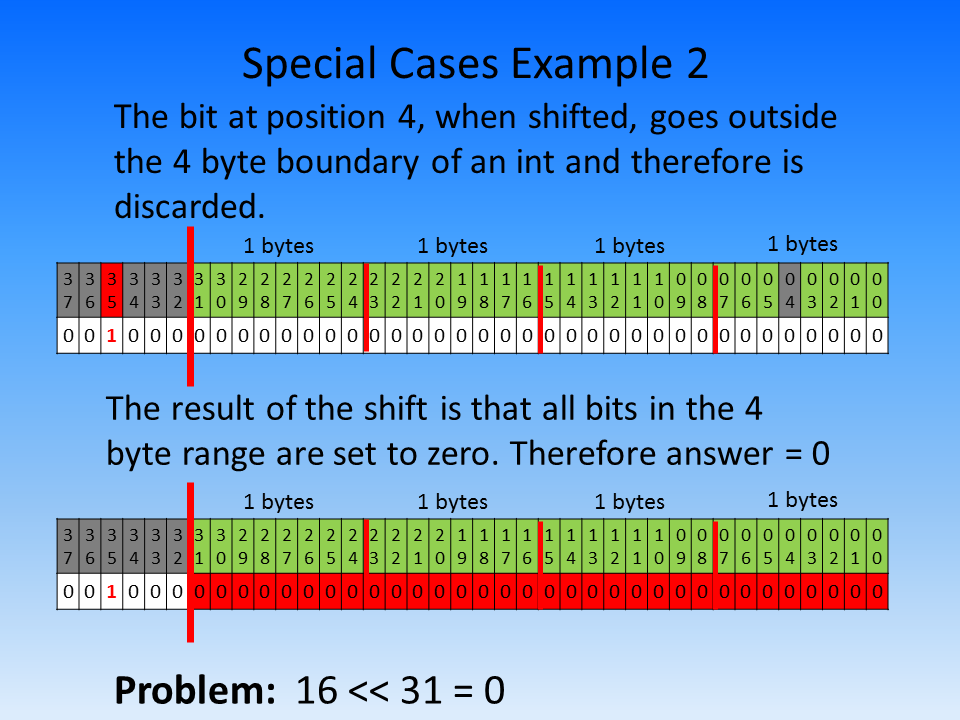 Special Cases Example 2
The bit at position 4, when shifted, goes outside
the 4 byte boundary of an int and therefore is
discarded.
1 bytes 1 bytes 1 bytes 1 bytes
37 36 35 34 33 32 31 30 29 28 27 26 25 24 23 22 21 20 19 18 17 16 15 14 13 12 11 10 09 08 07 06 05 04 03 02 01 00
0 0 1 0 0 0 0 0 0 0 0 0 0 0 0 0 0 0 0 0 0 0 0 0 0 0 0 0 0 0 0 0 0 0 0 0 0 0
The result of the shift is that all bits in the 4
byte range are set to zero. Therefore answer = 0
1 bytes 1 bytes 1 bytes 1 bytes
37 36 35 34 33 32 31 30 29 28 27 26 25 24 23 22 21 20 19 18 17 16 15 14 13 12 11 10 09 08 07 06 05 04 03 02 01 00
0 0 1 0 0 0 0 0 0 0 0 0 0 0 0 0 0 0 0 0 0 0 0 0 0 0 0 0 0 0 0 0 0 0 0 0 0 0
Problem: 16 << 31 = 0